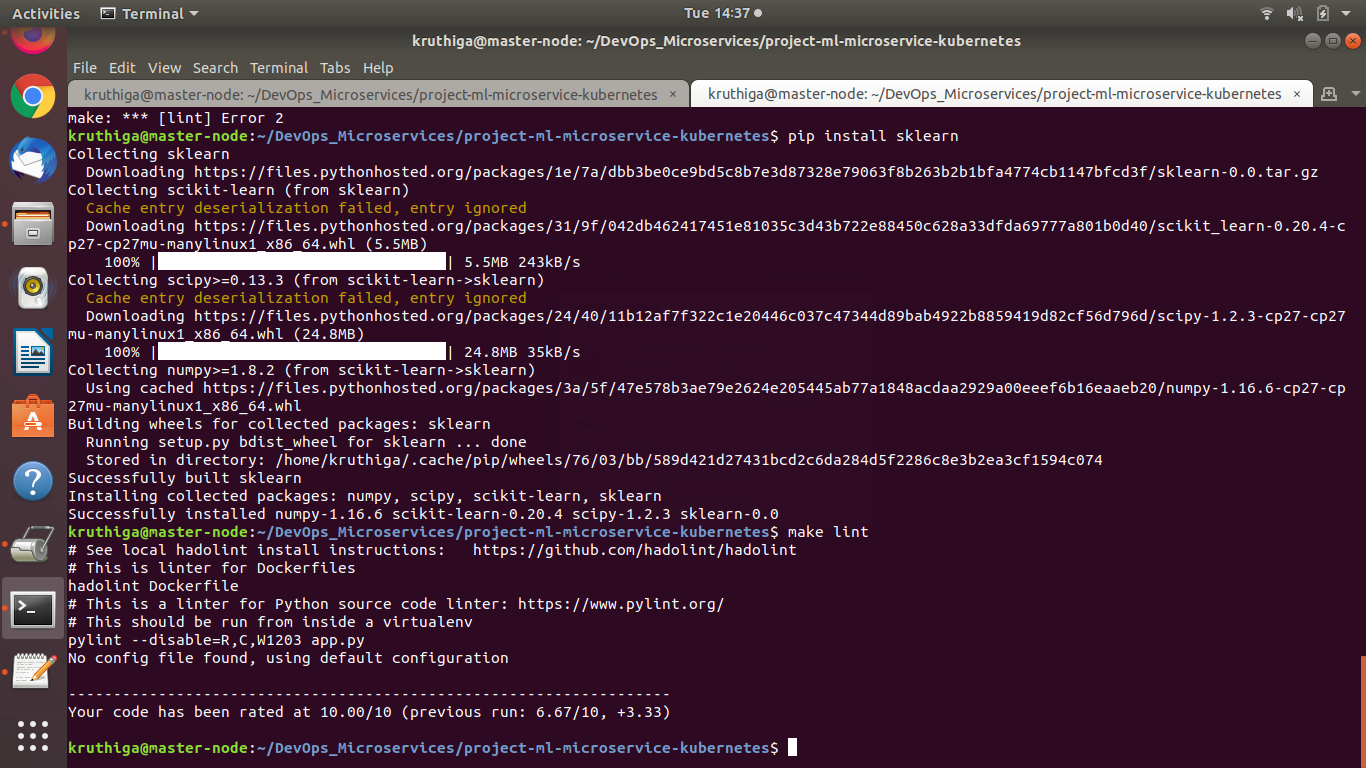 Activities Terminal Tue 14:37
kruthiga@master-node: ~/DevOps_Microservices/project-ml-microservice-kubernetes
File Edit View Search Terminal Tabs Help
kruthiga@master-node: ~/DevOps_Microservices/project-ml-microservice-kubernetes × kruthiga@master-node: ~/DevOps_Microservices/project-ml-microservice-kubernetes ×
make: *** [lint] Error 2
kruthiga@master-node:~/DevOps_Microservices/project-ml-microservice-kubernetes$ pip install sklearn
Collecting sklearn
  Downloading https://files.pythonhosted.org/packages/1e/7a/dbb3be0ce9bd5c8b7e3d87328e79063f8b263b2b1bfa4774cb1147bfcd3f/sklearn-0.0.tar.gz
Collecting scikit-learn (from sklearn)
  Cache entry deserialization failed, entry ignored
  Downloading https://files.pythonhosted.org/packages/31/9f/042db462417451e81035c3d43b722e88450c628a33dfda69777a801b0d40/scikit_learn-0.20.4-c
p27-cp27mu-manylinux1_x86_64.whl (5.5MB)
    100% | | 5.5MB 243kB/s
Collecting scipy>=0.13.3 (from scikit-learn->sklearn)
  Cache entry deserialization failed, entry ignored
  Downloading https://files.pythonhosted.org/packages/24/40/11b12af7f322c1e20446c037c47344d89bab4922b8859419d82cf56d796d/scipy-1.2.3-cp27-cp27
mu-manylinux1_x86_64.whl (24.8MB)
    100% | | 24.8MB 35kB/s
Collecting numpy>=1.8.2 (from scikit-learn->sklearn)
  Using cached https://files.pythonhosted.org/packages/3a/5f/47e578b3ae79e2624e205445ab77a1848acdaa2929a00eeef6b16eaaeb20/numpy-1.16.6-cp27-cp
27mu-manylinux1_x86_64.whl
Building wheels for collected packages: sklearn
  Running setup.py bdist_wheel for sklearn ... done
  Stored in directory: /home/kruthiga/.cache/pip/wheels/76/03/bb/589d421d27431bcd2c6da284d5f2286c8e3b2ea3cf1594c074
Successfully built sklearn
Installing collected packages: numpy, scipy, scikit-learn, sklearn
Successfully installed numpy-1.16.6 scikit-learn-0.20.4 scipy-1.2.3 sklearn-0.0
kruthiga@master-node:~/DevOps_Microservices/project-ml-microservice-kubernetes$ make lint
# See local hadolint install instructions:   https://github.com/hadolint/hadolint
# This is linter for Dockerfiles
hadolint Dockerfile
# This is a linter for Python source code linter: https://www.pylint.org/
# This should be run from inside a virtualenv
pylint --disable=R,C,W1203 app.py
No config file found, using default configuration
-------------------------------------------------------------------
Your code has been rated at 10.00/10 (previous run: 6.67/10, +3.33)
kruthiga@master-node:~/DevOps_Microservices/project-ml-microservice-kubernetes$